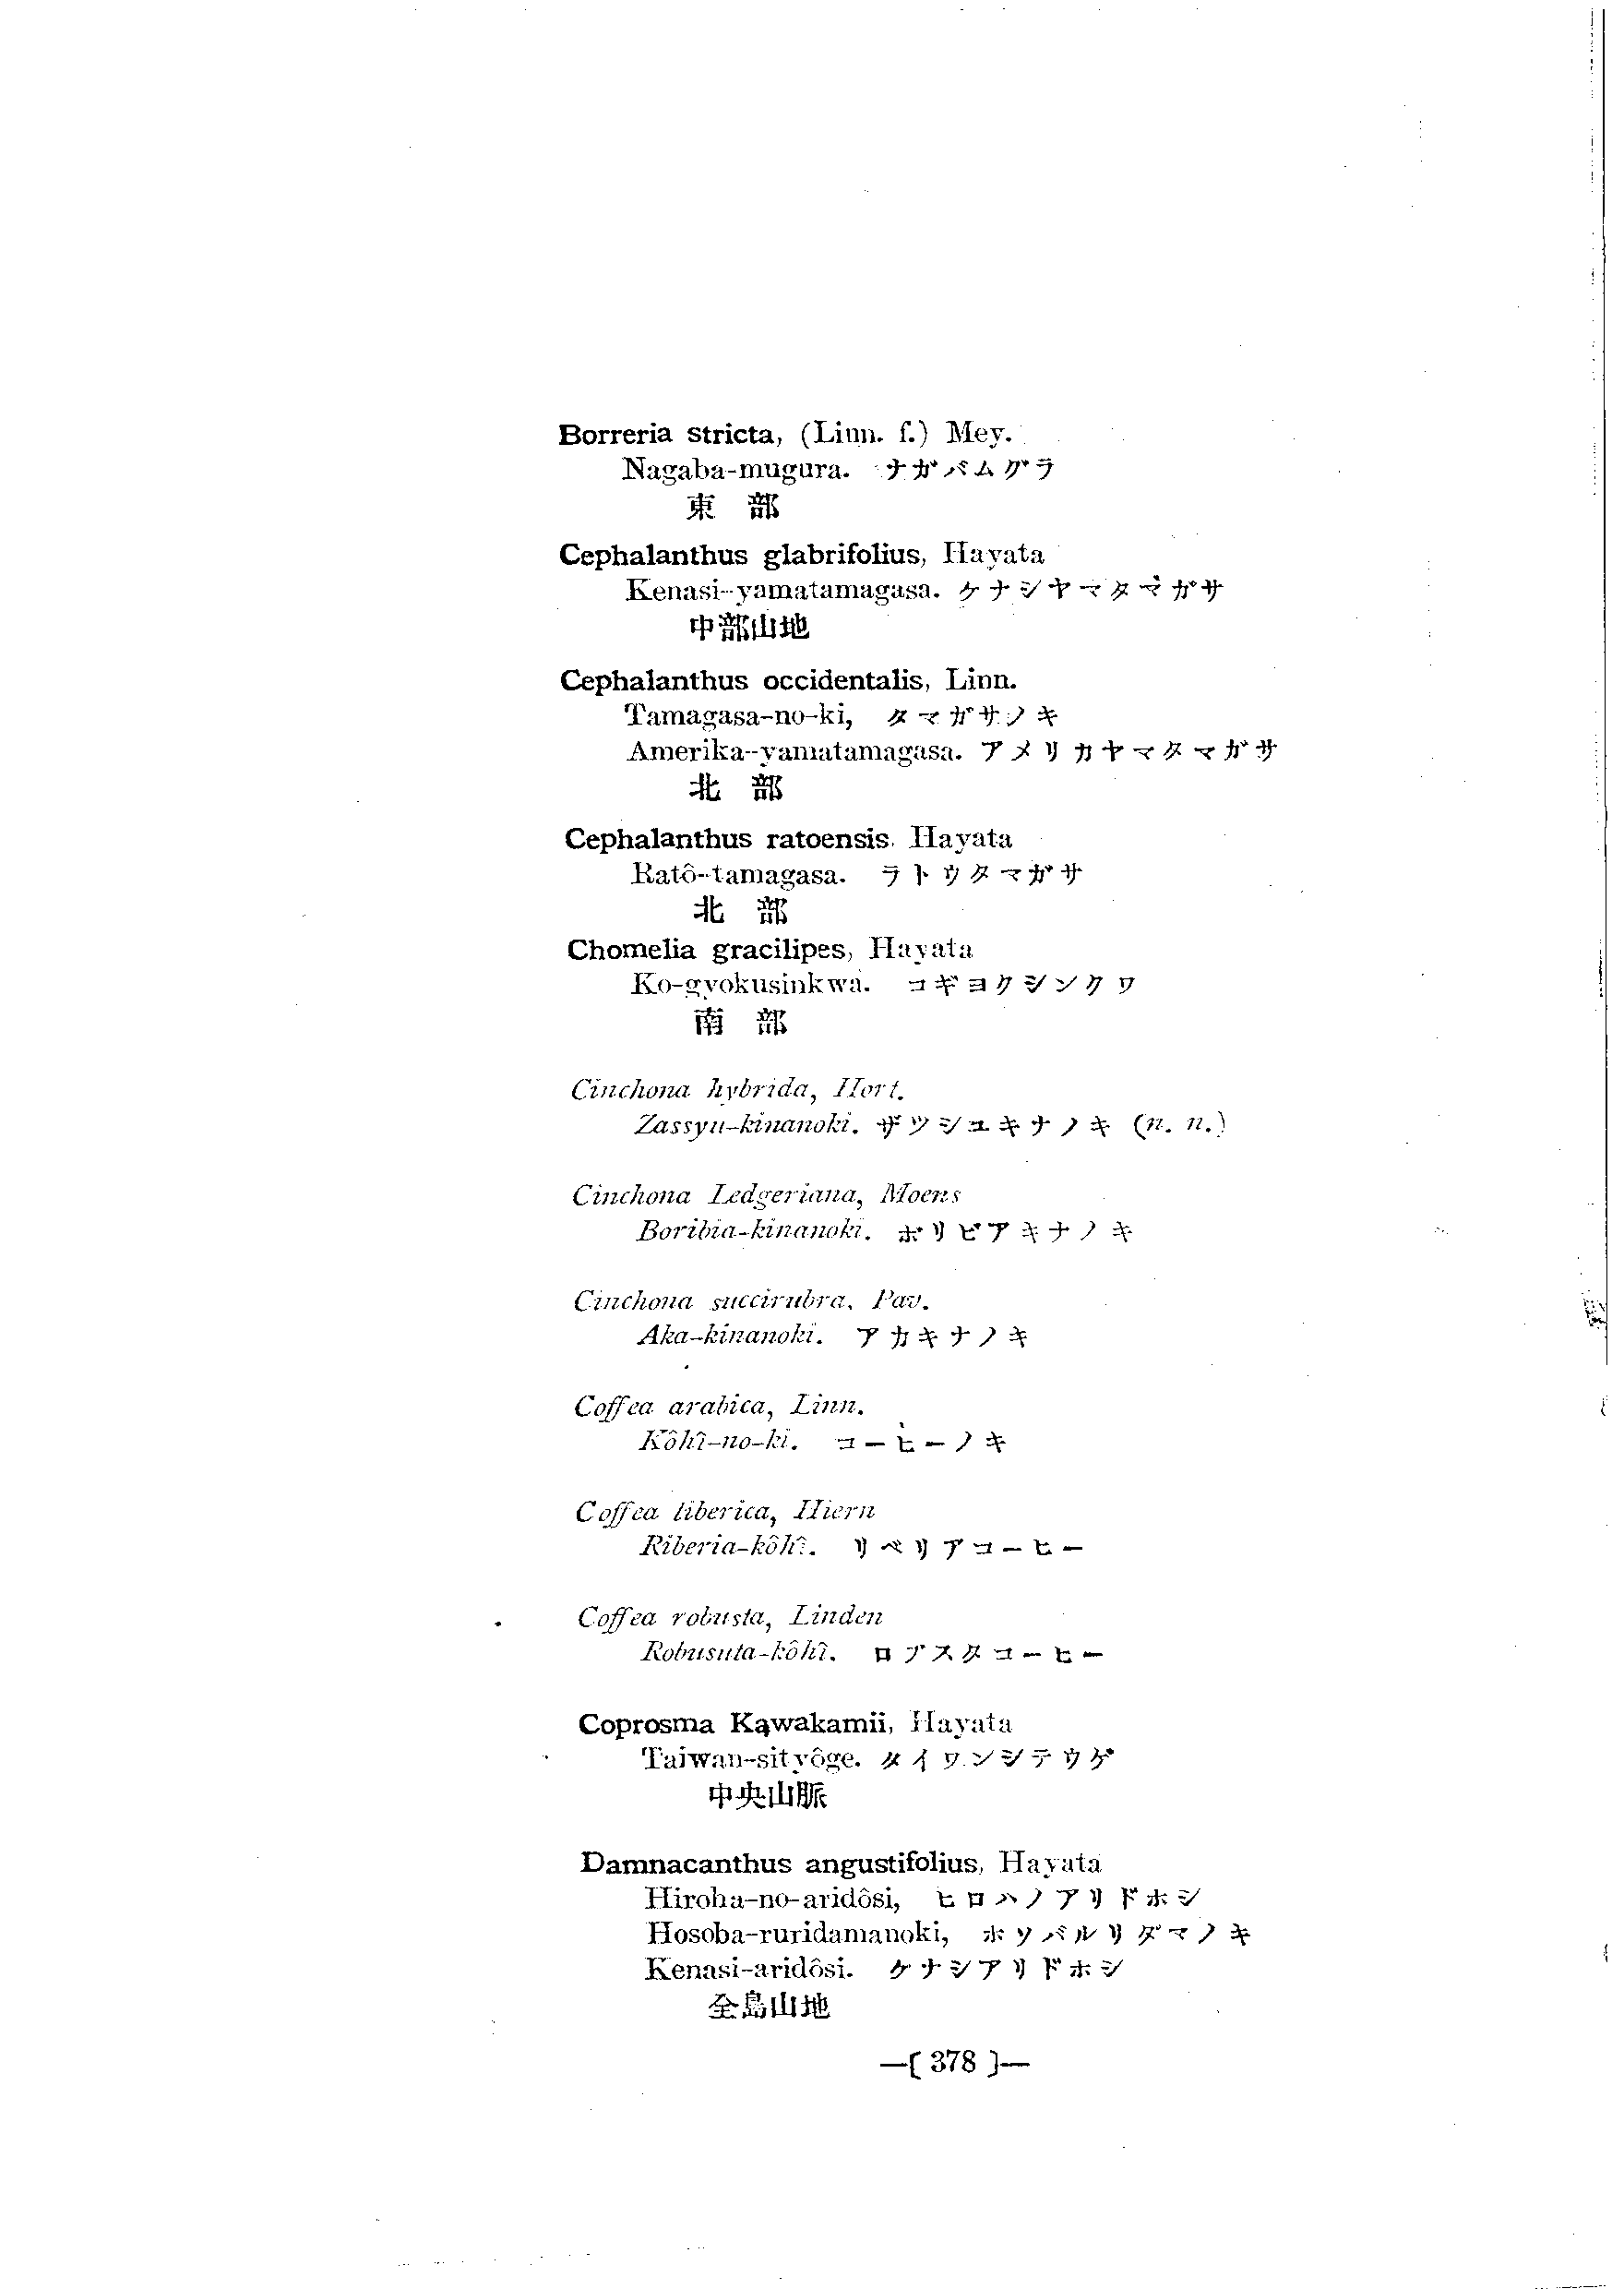 Borreria stricta, (Linn. f.) Mey.
Nagaba-mugura. ナガバムグラ
東 部
Cephalanthus glabrifolius, Hayata
Kenasi-yamatamagasa. ケナシヤマタマガサ
中部山地
Cephalanthus occidentalis, Linn.
Tamagasa-no-ki, タマガサノキ
Amerika-yamatamagasa. アメリカヤマタマガサ
北 部
Cephalanthus ratoensis, Hayata
Ratô-tamagasa. ラトウタマガサ
北 部
Chomelia gracilipes, Hayata
Ko-gyokusinkwa. コギヨクシンクワ
南 部
Cinchona hybrida, Hort.
Zassyu-kinanoki. ザツシユキナノキ (n. n.)
Cinchona Ledgeriana, Moens
Boribia-kinanoki. ボリビアキナノキ
Cinchona succirubra, Pav.
Aka-kinanoki. アカキナノキ
Coffea arabica, Linn.
Kôhî-no-ki. コーヒーノキ
Coffea liberica, Hiern
Riberia-kôhî. リベリアコーヒー
Coffea robusta, Linden
Robusuta-kôhî. ロブスタコーヒー
Coprosma Kawakamii, Hayata
Taiwan-sityôge. タイワンシテウゲ
中央山脈
Damnacanthus angustifolius, Hayata
Hiroha-no-aridôsi, ヒロハノアリドホシ
Hosoba-ruridamanoki, ホソバルリダマノキ
Kenasi-aridôsi. ケナシアリドホシ
全島山地
—( 378 )—